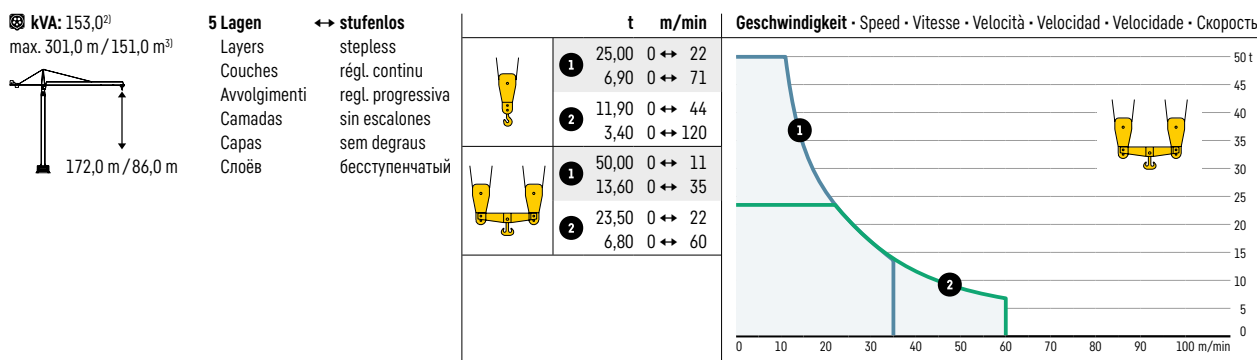 kVA: 153,0²⁾
max. 301,0 m / 151,0 m³⁾
172,0 m / 86,0 m
5 Lagen ↔ stufenlos
Layers stepless
Couches régl. continu
Avvolgimenti regl. progressiva
Camadas sin escalones
Capas sem degraus
Слоёв бесступенчатый
t m/min
1 25,00 0 ↔ 22
6,90 0 ↔ 71
2 11,90 0 ↔ 44
3,40 0 ↔ 120
1 50,00 0 ↔ 11
13,60 0 ↔ 35
2 23,50 0 ↔ 22
6,80 0 ↔ 60
Geschwindigkeit · Speed · Vitesse · Velocità · Velocidad · Velocidade · Скорость
50 t
45
40
35
30
25
20
15
10
5
0
1
2
0 10 20 30 40 50 60 70 80 90 100 m/min